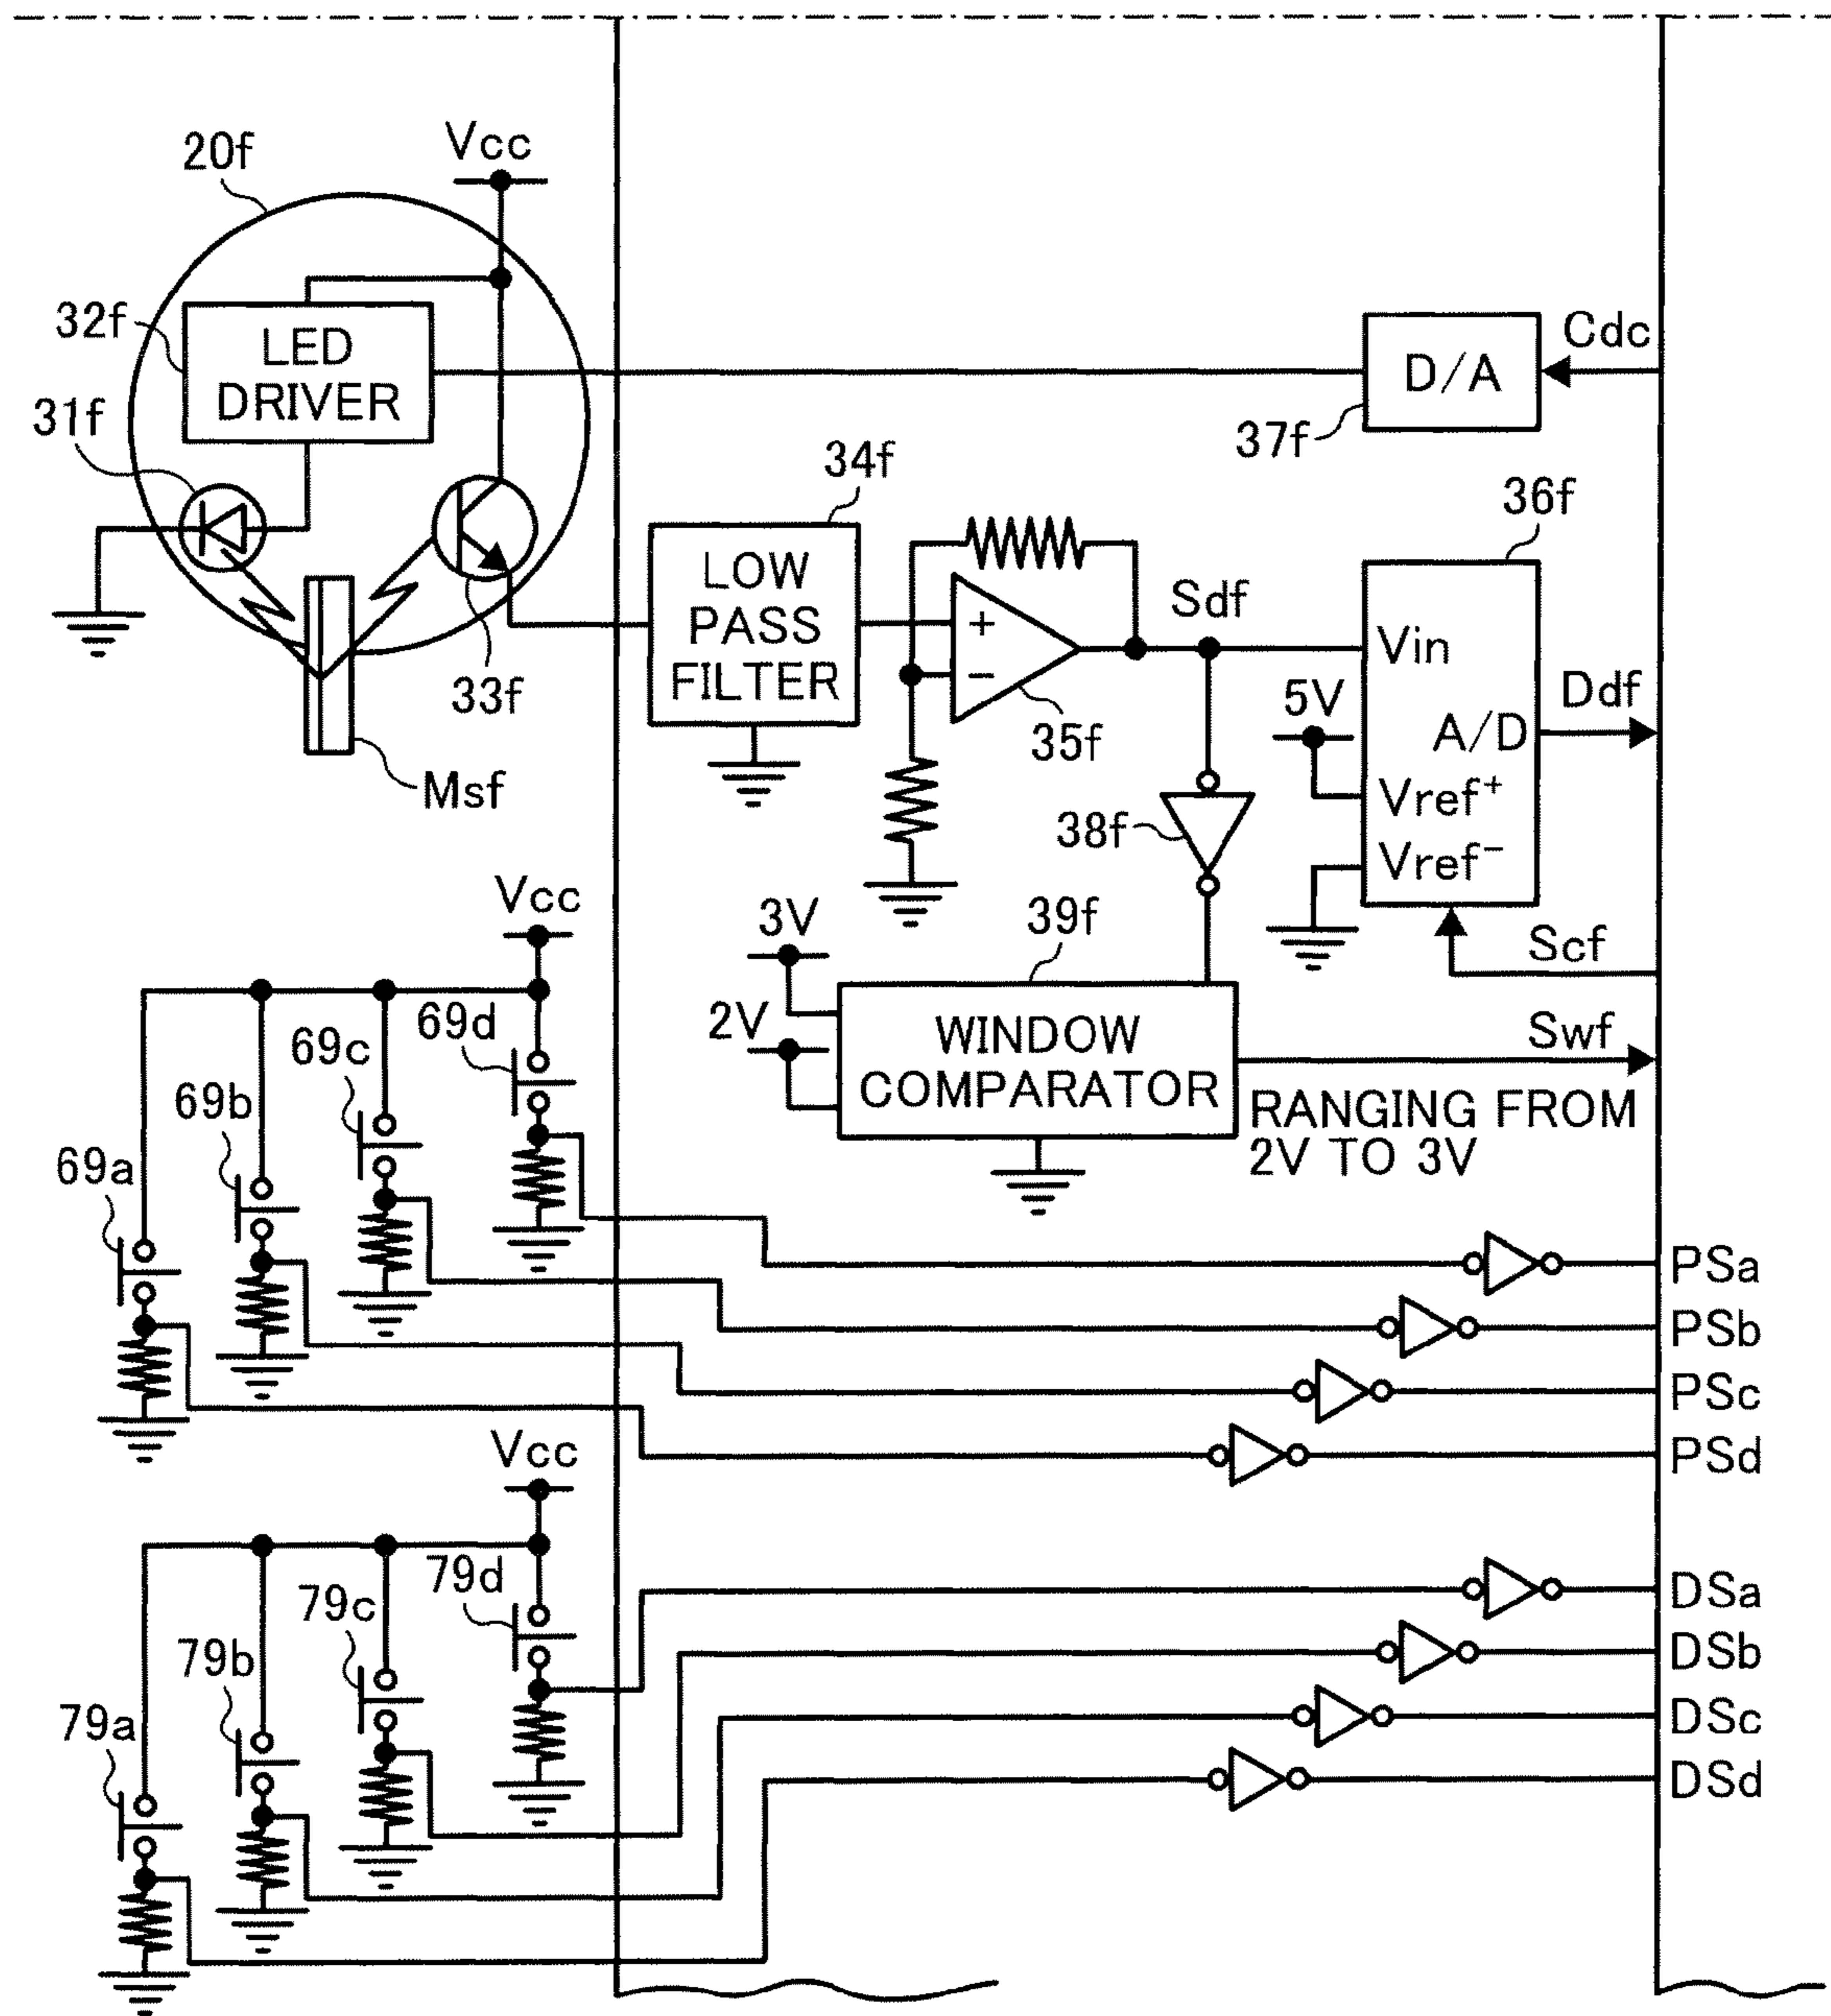 Vcc
20f
32f
LED
DRIVER
31f
33f
Msf
Cdc
D/A
37f
34f
LOW
PASS
FILTER
+
−
35f
Sdf
36f
Vin
5V
A/D
Ddf
Vref+
Vref−
38f
Scf
3V
39f
2V
WINDOW
COMPARATOR
Swf
RANGING FROM
2V TO 3V
Vcc
69d
69c
69b
69a
PSa
PSb
PSc
PSd
Vcc
79d
79c
79b
79a
DSa
DSb
DSc
DSd